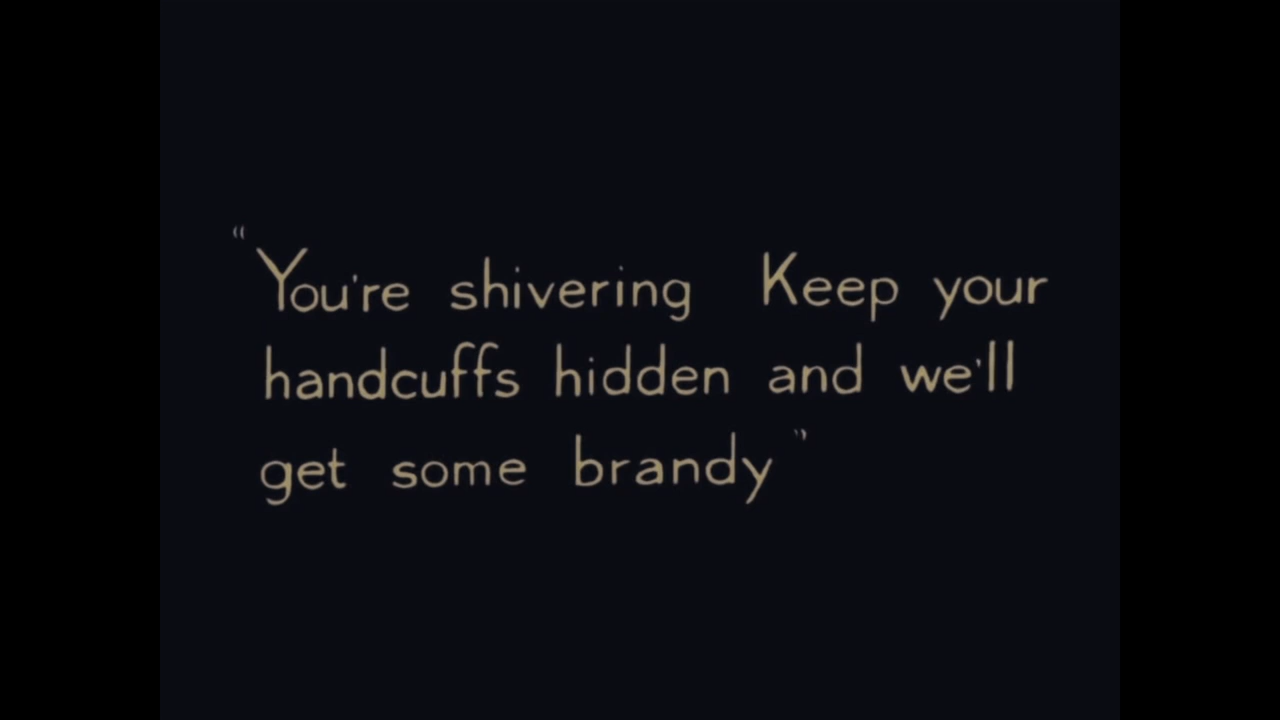 "You're shivering Keep your
handcuffs hidden and we'll
get some brandy"